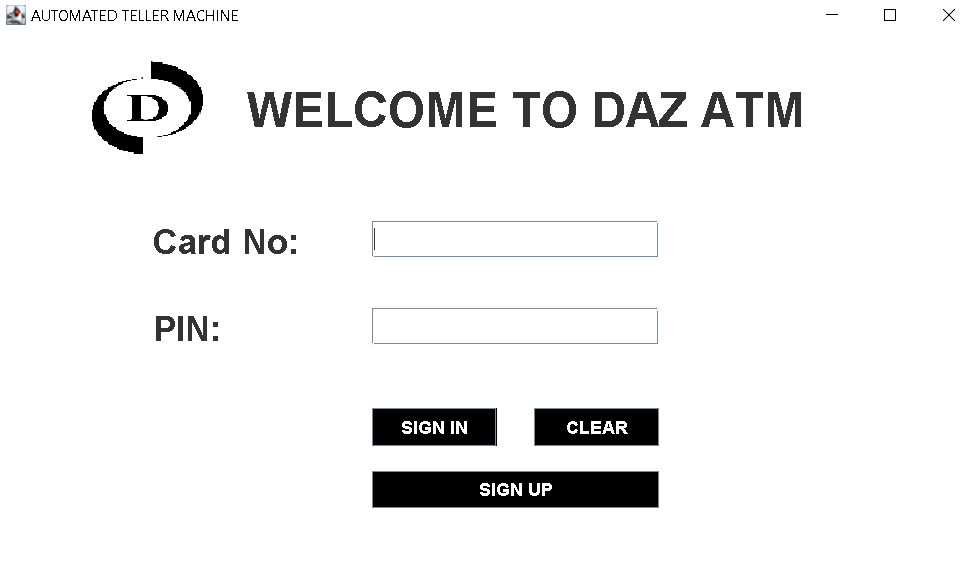 AUTOMATED TELLER MACHINE
D
WELCOME TO DAZ ATM
Card No:
PIN:
SIGN IN
CLEAR
SIGN UP